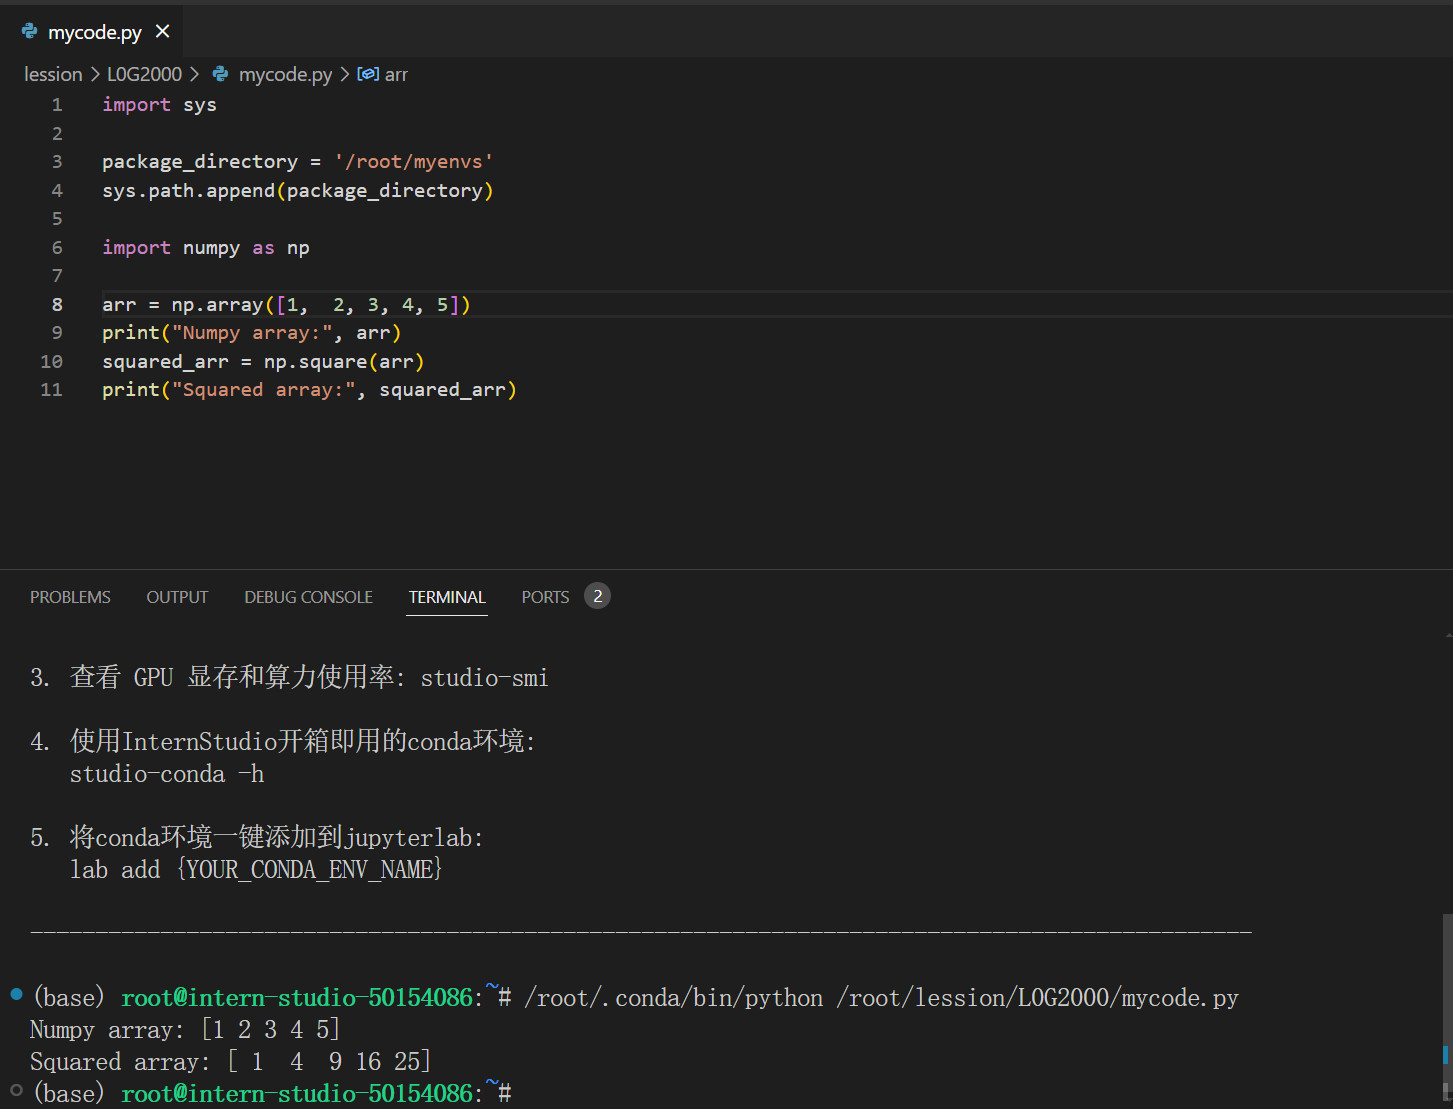 mycode.py
lession > L0G2000 > mycode.py > arr
1 import sys
2
3 package_directory = '/root/myenvs'
4 sys.path.append(package_directory)
5
6 import numpy as np
7
8 arr = np.array([1,  2, 3, 4, 5])
9 print("Numpy array:", arr)
10 squared_arr = np.square(arr)
11 print("Squared array:", squared_arr)
PROBLEMS OUTPUT DEBUG CONSOLE TERMINAL PORTS 2
3. 查看 GPU 显存和算力使用率: studio-smi
4. 使用InternStudio开箱即用的conda环境:
studio-conda -h
5. 将conda环境一键添加到jupyterlab:
lab add {YOUR_CONDA_ENV_NAME}
----------------------------------------------------------------------------------------------
(base) root@intern-studio-50154086:~# /root/.conda/bin/python /root/lession/L0G2000/mycode.py
Numpy array: [1 2 3 4 5]
Squared array: [ 1  4  9 16 25]
(base) root@intern-studio-50154086:~#